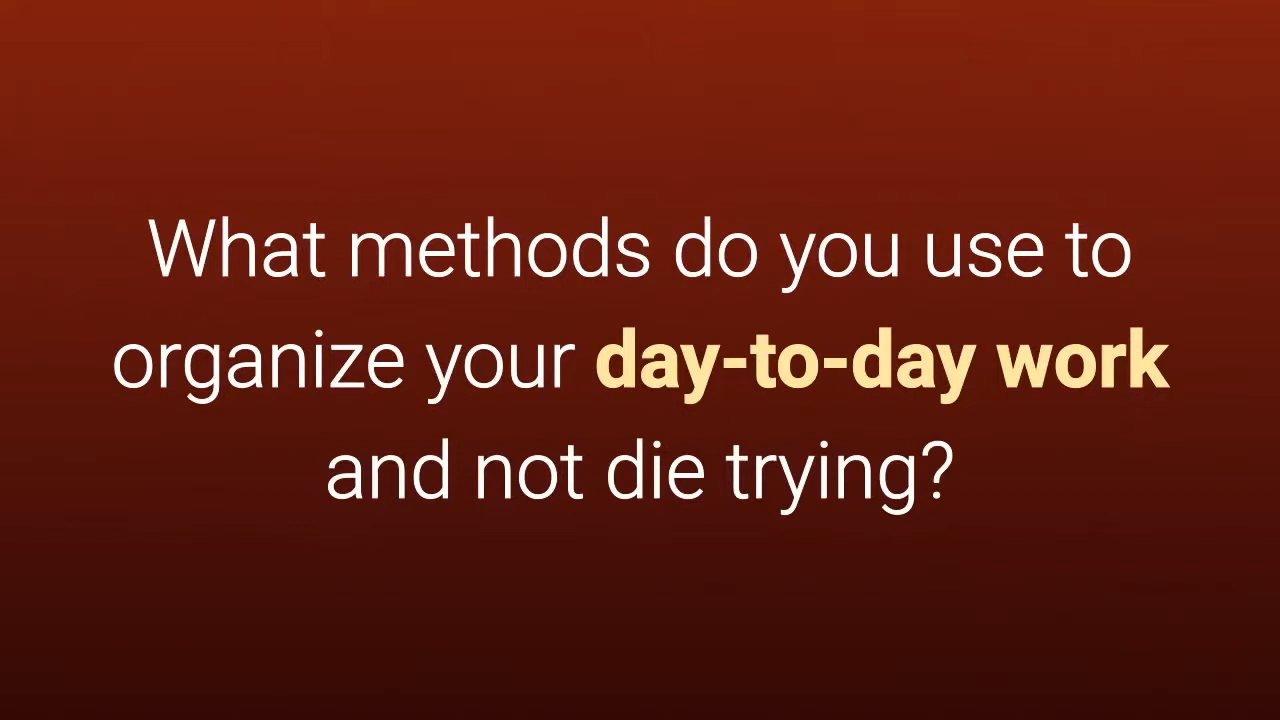 What methods do you use to
organize your day-to-day work
and not die trying?